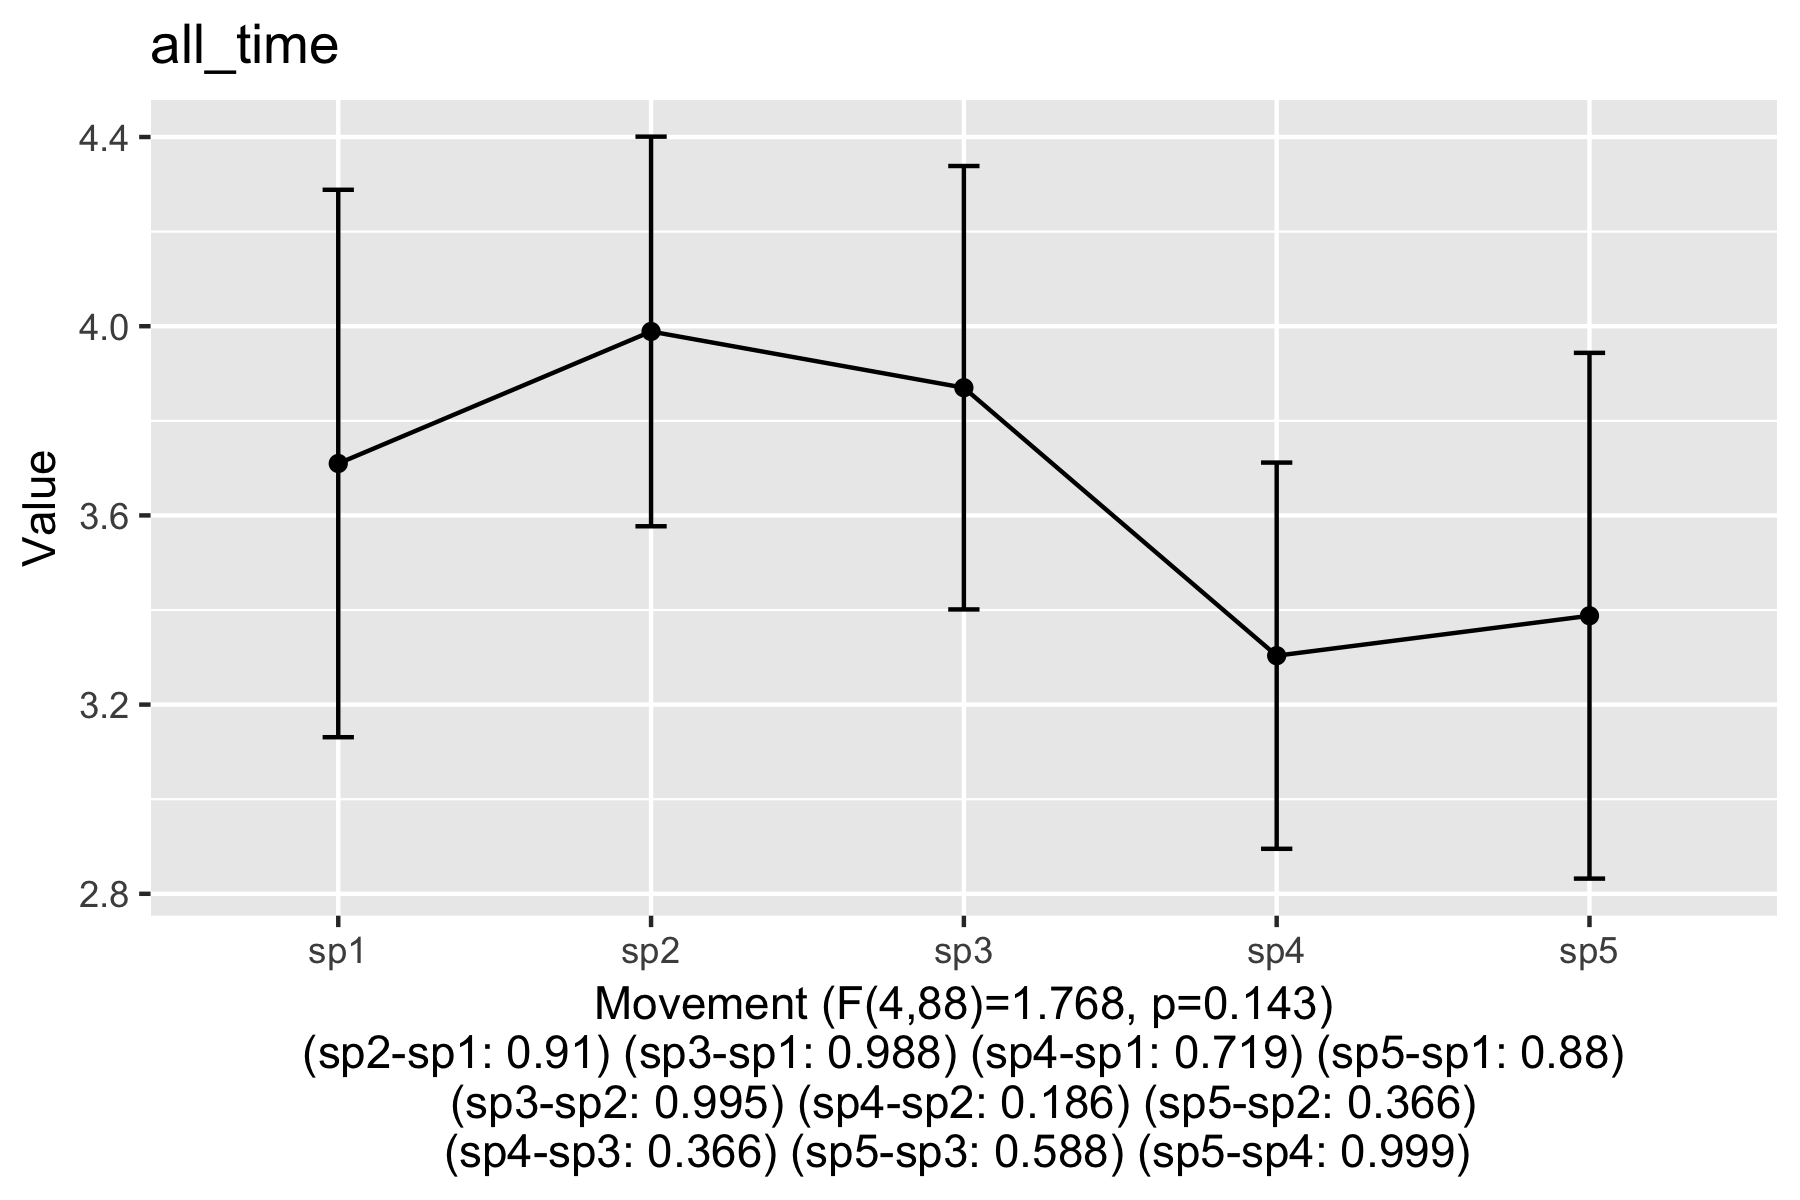 all_time
Value
4.4
4.0
3.6
3.2
2.8
sp1 sp2 sp3 sp4 sp5
Movement (F(4,88)=1.768, p=0.143)
(sp2-sp1: 0.91) (sp3-sp1: 0.988) (sp4-sp1: 0.719) (sp5-sp1: 0.88)
(sp3-sp2: 0.995) (sp4-sp2: 0.186) (sp5-sp2: 0.366)
(sp4-sp3: 0.366) (sp5-sp3: 0.588) (sp5-sp4: 0.999)